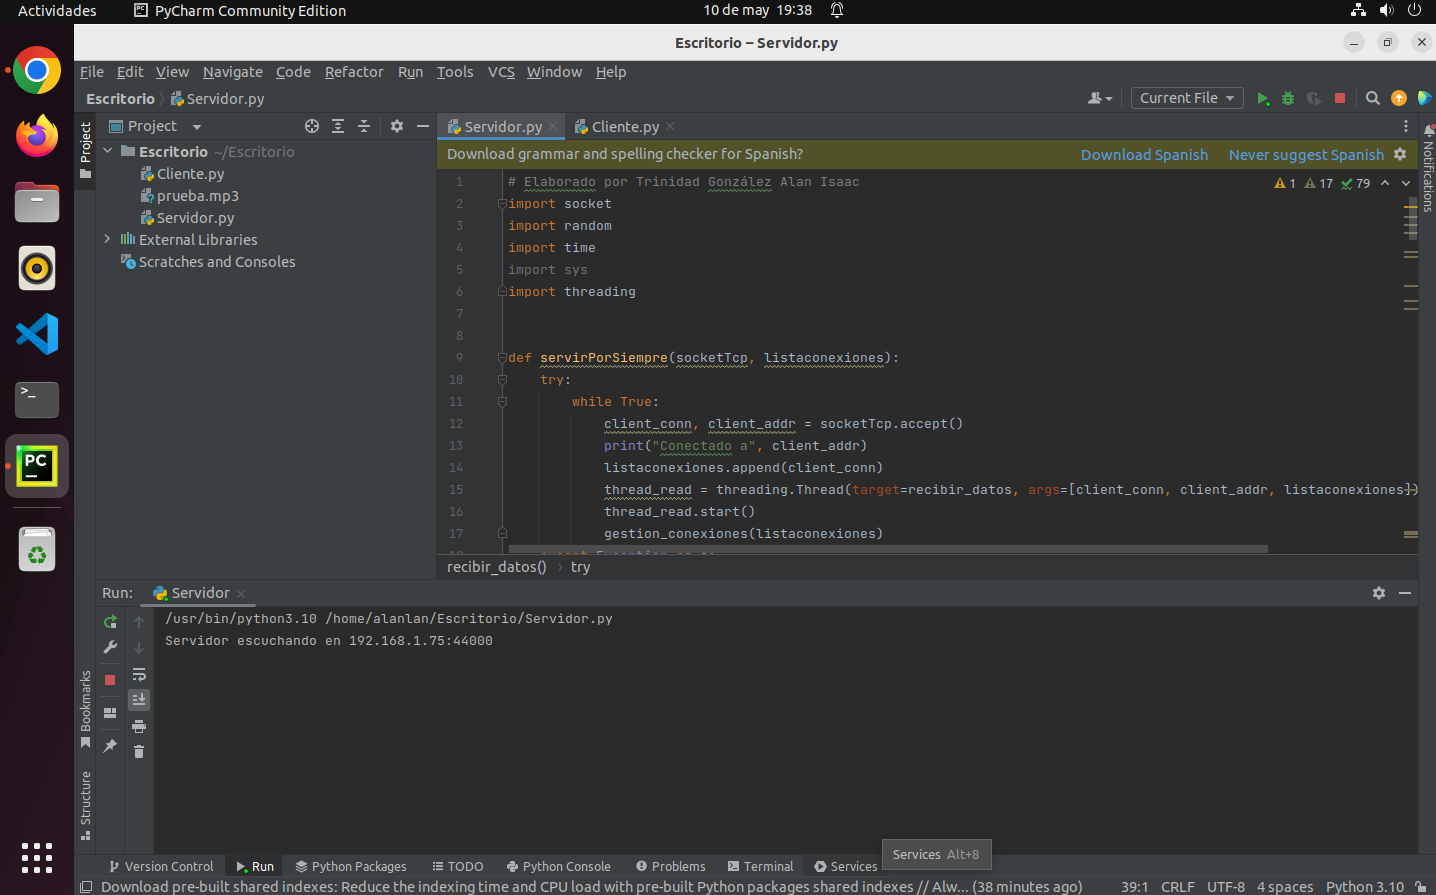 Actividades PyCharm Community Edition 10 de may 19:38
Escritorio – Servidor.py
File Edit View Navigate Code Refactor Run Tools VCS Window Help
Escritorio Servidor.py Current File
Project
Project
Servidor.py
Cliente.py
Download grammar and spelling checker for Spanish? Download Spanish Never suggest Spanish
Notifications
Escritorio ~/Escritorio
Cliente.py
prueba.mp3
Servidor.py
External Libraries
Scratches and Consoles
1 17 79
1 # Elaborado por Trinidad González Alan Isaac
2 import socket
3 import random
4 import time
5 import sys
6 import threading
7
8
9 def servirPorSiempre(socketTcp, listaconexiones):
10 try:
11 while True:
12 client_conn, client_addr = socketTcp.accept()
13 print("Conectado a", client_addr)
14 listaconexiones.append(client_conn)
15 thread_read = threading.Thread(target=recibir_datos, args=[client_conn, client_addr, listaconexiones])
16 thread_read.start()
17 gestion_conexiones(listaconexiones)
recibir_datos() › try
Run: Servidor
/usr/bin/python3.10 /home/alanlan/Escritorio/Servidor.py
Servidor escuchando en 192.168.1.75:44000
Bookmarks
Structure
Version Control Run Python Packages TODO Python Console Problems Terminal Services
Services Alt+8
Download pre-built shared indexes: Reduce the indexing time and CPU load with pre-built Python packages shared indexes // Alw... (38 minutes ago) 39:1 CRLF UTF-8 4 spaces Python 3.10
PC